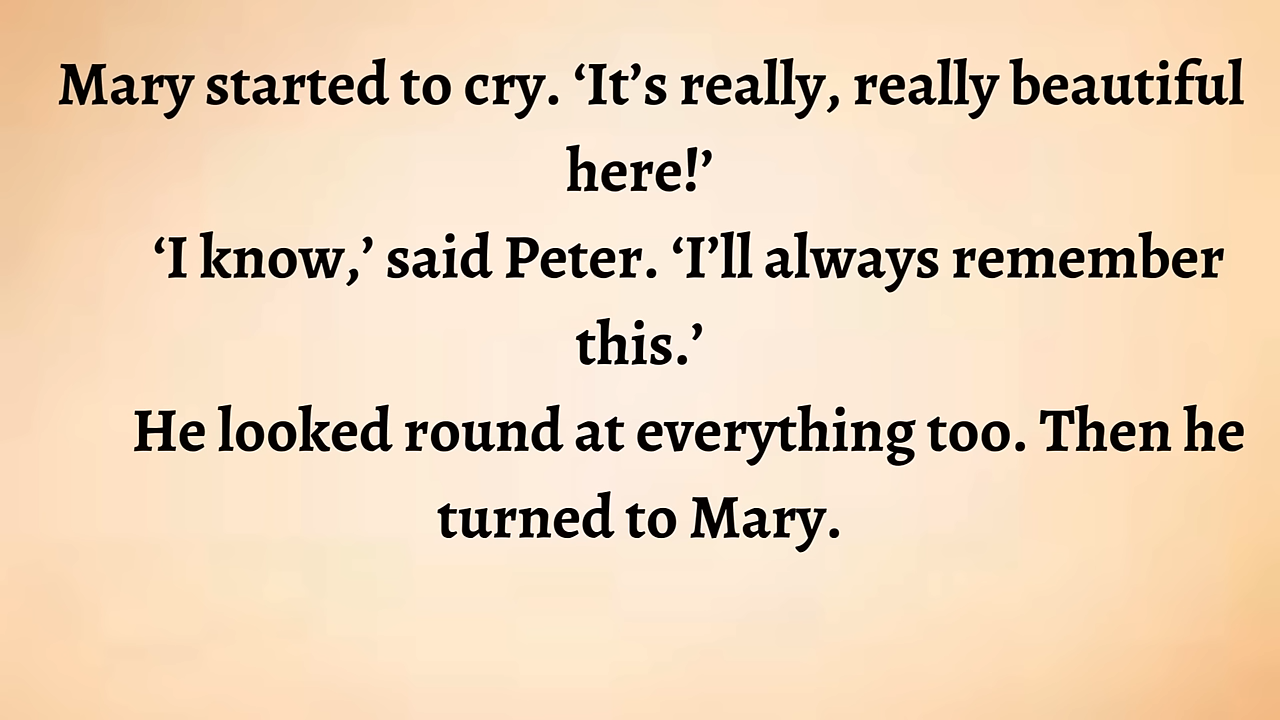 Mary started to cry. ‘It’s really, really beautiful
here!’
‘I know,’ said Peter. ‘I’ll always remember
this.’
He looked round at everything too. Then he
turned to Mary.